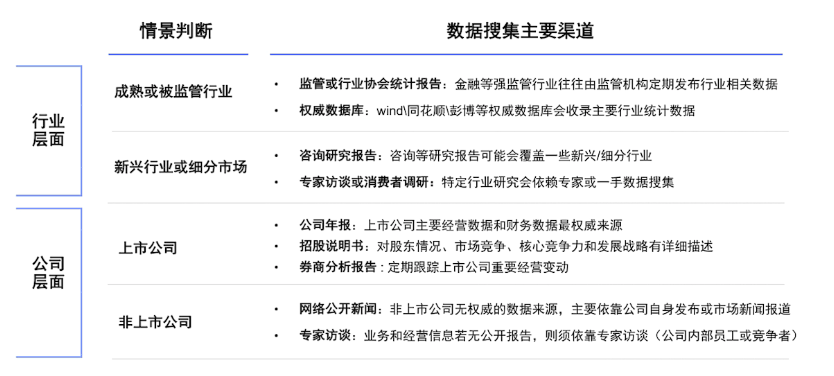 情景判断
数据搜集主要渠道
行业
层面
成熟或被监管行业
• 监管或行业协会统计报告：金融等强监管行业往往由监管机构定期发布行业相关数据
• 权威数据库：wind\同花顺\彭博等权威数据库会收录主要行业统计数据
新兴行业或细分市场
• 咨询研究报告：咨询等研究报告可能会覆盖一些新兴/细分行业
• 专家访谈或消费者调研：特定行业研究会依赖专家或一手数据搜集
公司
层面
上市公司
• 公司年报：上市公司主要经营数据和财务数据最权威来源
• 招股说明书：对股东情况、市场竞争、核心竞争力和发展战略有详细描述
• 券商分析报告：定期跟踪上市公司重要经营变动
非上市公司
• 网络公开新闻：非上市公司无权威的数据来源，主要依靠公司自身发布或市场新闻报道
• 专家访谈：业务和经营信息若无公开报告，则须依靠专家访谈（公司内部员工或竞争者）